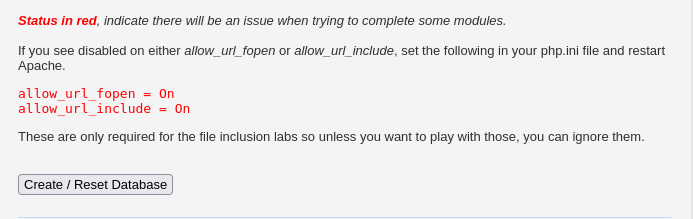 Status in red, indicate there will be an issue when trying to complete some modules.
If you see disabled on either allow_url_fopen or allow_url_include, set the following in your php.ini file and restart
Apache.
allow_url_fopen = On
allow_url_include = On
These are only required for the file inclusion labs so unless you want to play with those, you can ignore them.
Create / Reset Database